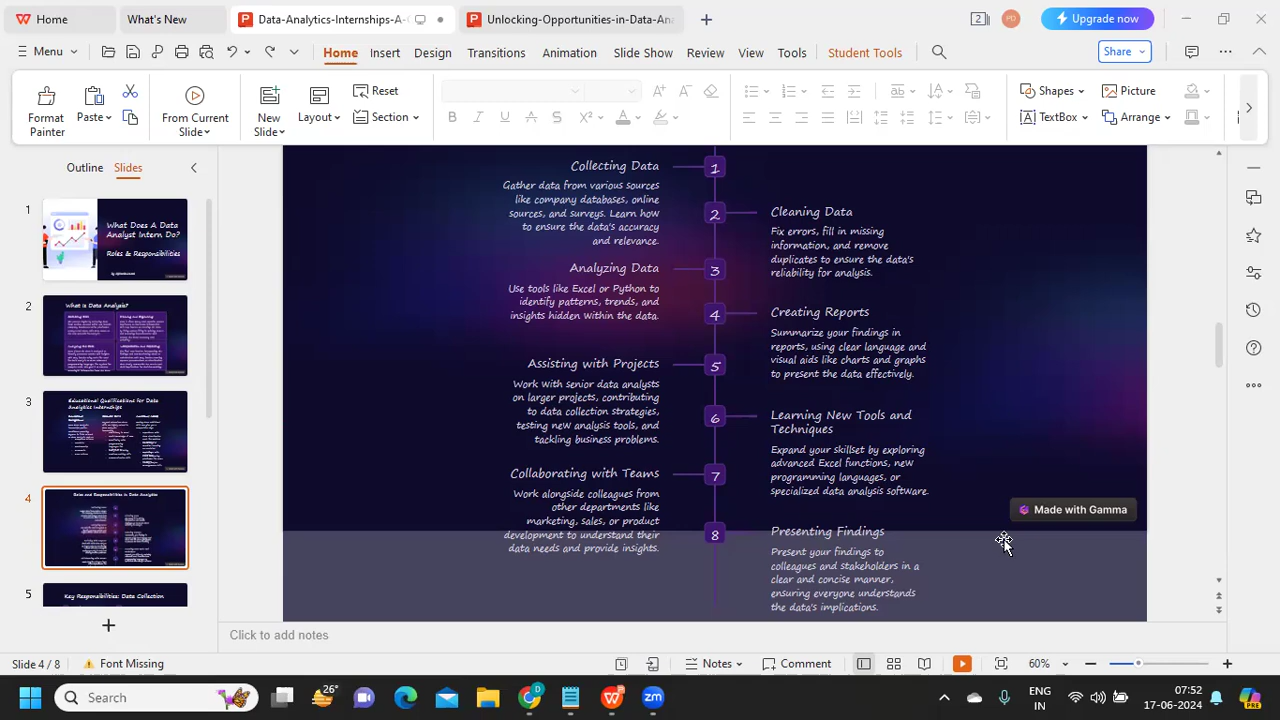 Home
What's New
Data-Analytics-Internships-A-C
Unlocking-Opportunities-in-Data-Ana
2
PD
Upgrade now
Menu
Home
Insert
Design
Transitions
Animation
Slide Show
Review
View
Tools
Student Tools
Share
Format Painter
Paste
From Current Slide
New Slide
Layout
Reset
Section
B I U A S X² A
Shapes
Picture
TextBox
Arrange
Outline
Slides
1
What Does A Data
Analyst Intern Do?
Roles & Responsibilities
2
What is Data Analysis?
3
Educational Qualifications for Data
Analytics Internships
4
Roles and Responsibilities in Data Analytics
5
Key Responsibilities: Data Collection
Collecting Data
1
Gather data from various sources
like company databases, online
sources, and surveys. Learn how
to ensure the data's accuracy
and relevance.
2
Cleaning Data
Fix errors, fill in missing
information, and remove
duplicates to ensure the data's
reliability for analysis.
Analyzing Data
3
Use tools like Excel or Python to
identify patterns, trends, and
insights hidden within the data.
4
Creating Reports
Summarize your findings in
reports, using clear language and
visual aids like charts and graphs
to present the data effectively.
Assisting with Projects
5
Work with senior data analysts
on larger projects, contributing
to data collection strategies,
testing new analysis tools, and
tackling business problems.
6
Learning New Tools and
Techniques
Expand your skillset by exploring
advanced Excel functions, new
programming languages, or
specialized data analysis software.
Collaborating with Teams
7
Work alongside colleagues from
other departments like
marketing, sales, or product
development to understand their
data needs and provide insights.
8
Presenting Findings
Present your findings to
colleagues and stakeholders in a
clear and concise manner,
ensuring everyone understands
the data's implications.
Made with Gamma
Click to add notes
Slide 4 / 8
Font Missing
Notes
Comment
60%
Search
26°
ENG
IN
07:52
17-06-2024